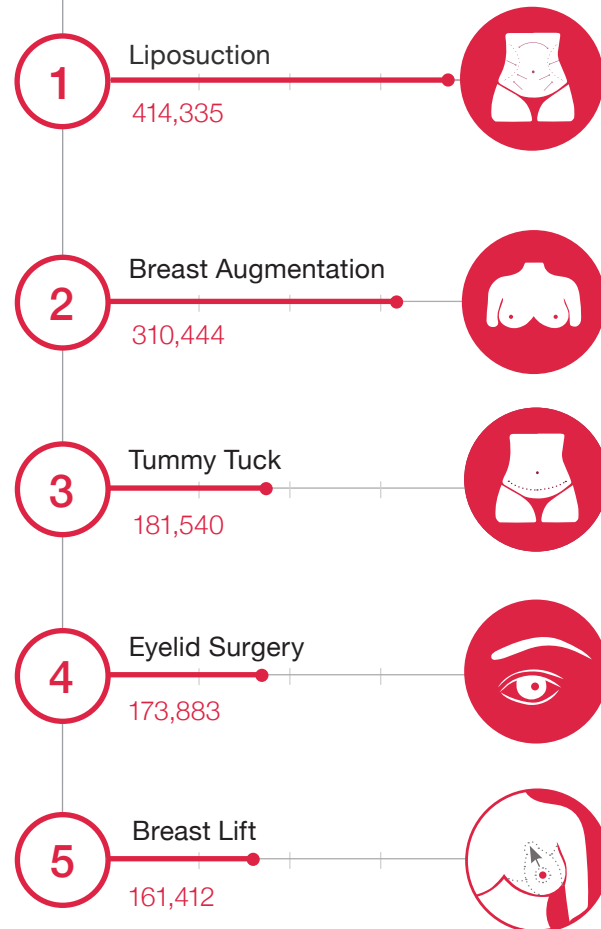 1
Liposuction
414,335
2
Breast Augmentation
310,444
3
Tummy Tuck
181,540
4
Eyelid Surgery
173,883
5
Breast Lift
161,412